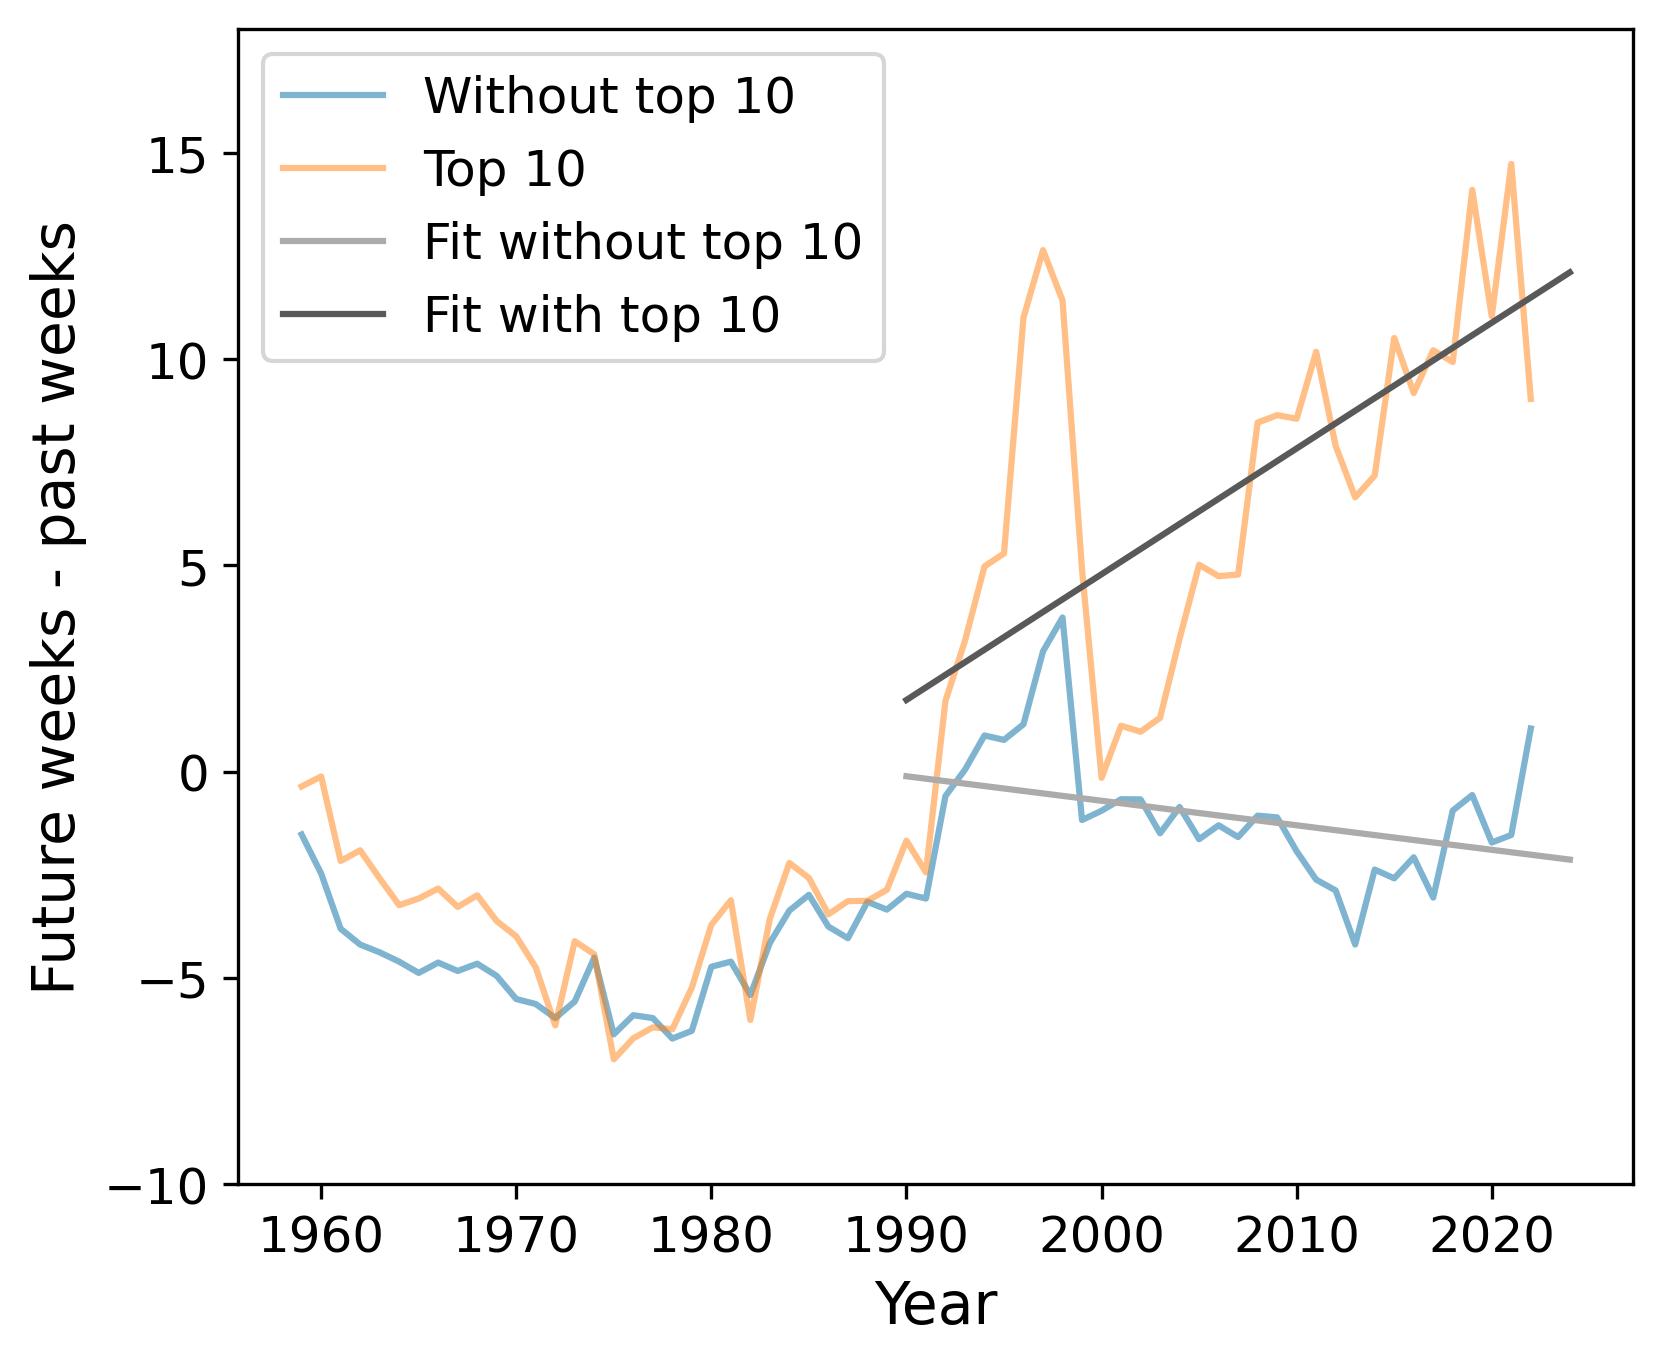 Without top 10
Top 10
Fit without top 10
Fit with top 10
15
10
5
0
−5
−10
Future weeks - past weeks
1960 1970 1980 1990 2000 2010 2020
Year